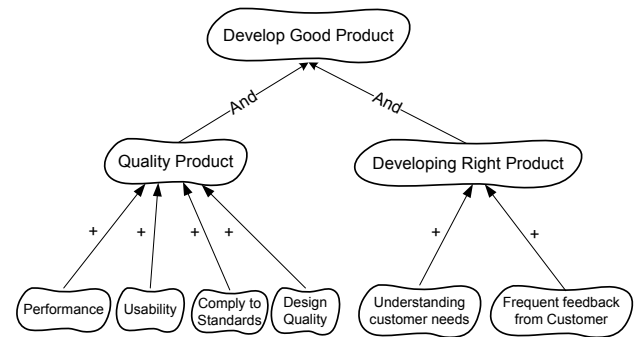 Develop Good Product
And
And
Quality Product
Developing Right Product
+
+
+
+
+
+
Performance
Usability
Comply to
Standards
Design
Quality
Understanding
customer needs
Frequent feedback
from Customer